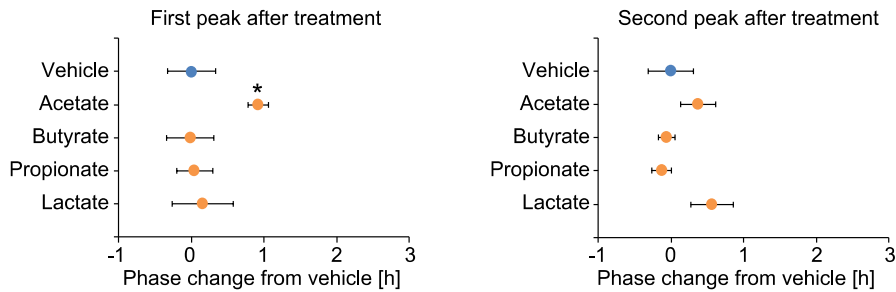 First peak after treatment
Vehicle
Acetate
*
Butyrate
Propionate
Lactate
-1 0 1 2 3
Phase change from vehicle [h]
Second peak after treatment
Vehicle
Acetate
Butyrate
Propionate
Lactate
-1 0 1 2 3
Phase change from vehicle [h]